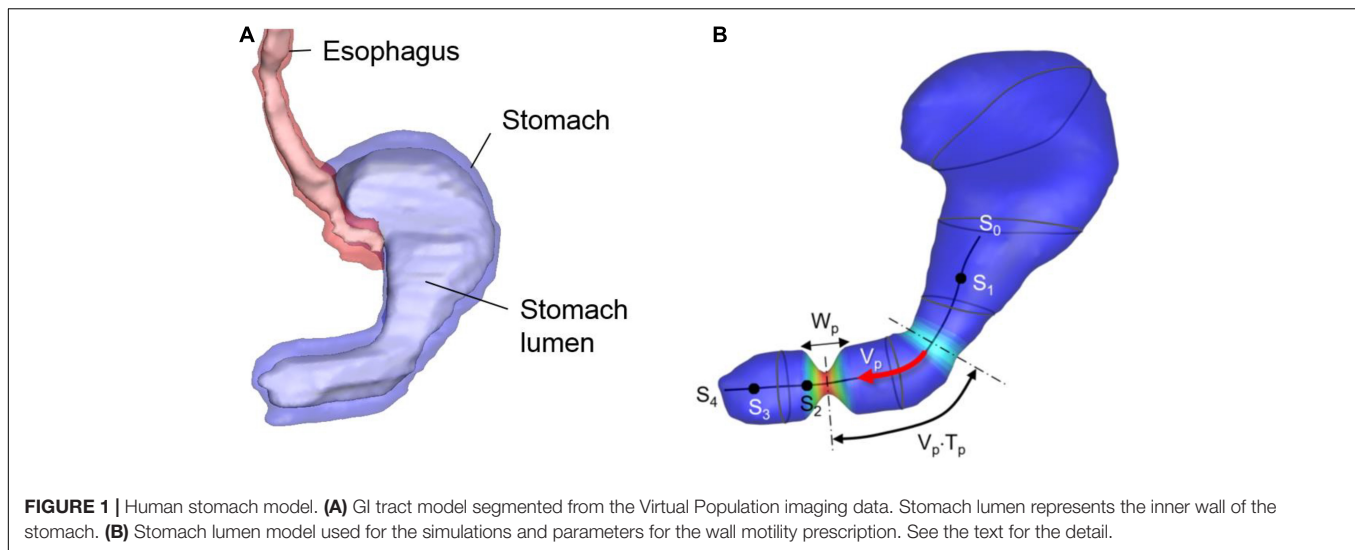 A
Esophagus
Stomach
Stomach
lumen
B
S0
S1
Wp
Vp
S4
S3
S2
Vp·Tp
FIGURE 1 | Human stomach model. (A) GI tract model segmented from the Virtual Population imaging data. Stomach lumen represents the inner wall of the
stomach. (B) Stomach lumen model used for the simulations and parameters for the wall motility prescription. See the text for the detail.